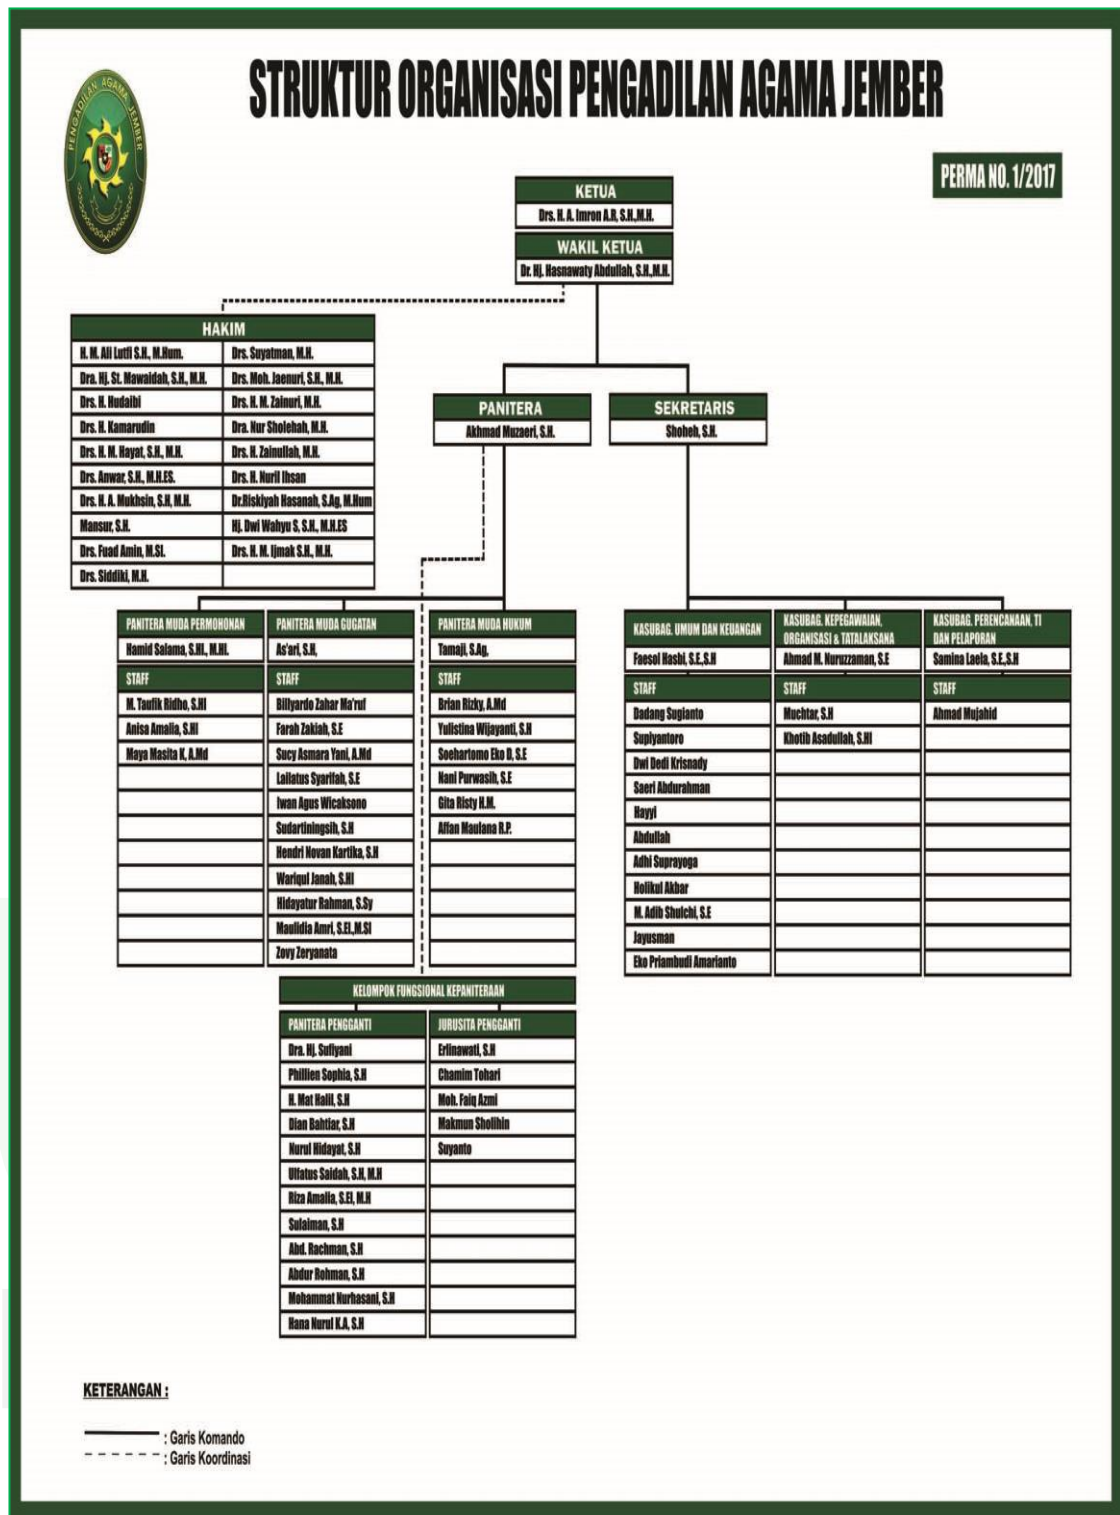 STRUKTUR ORGANISASI PENGADILAN AGAMA JEMBER
PENGADILAN AGAMA JEMBER
PERMA NO. 1/2017
KETUA
Drs. H. A. Imron A.R, S.H.,M.H.
WAKIL KETUA
Dr. Hj. Hasnawaty Abdullah, S.H.,M.H.
HAKIM
H. M. Ali Lutfi S.H., M.Hum.
Drs. Suyatman, M.H.
Dra. Hj. St. Mawaidah, S.H., M.H.
Drs. Moh. Jaenuri, S.H., M.H.
Drs. H. Hudaibi
Drs. H. M. Zainuri, M.H.
Drs. H. Kamarudin
Dra. Nur Sholehah, M.H.
Drs. H. M. Hayat, S.H., M.H.
Drs. H. Zainullah, M.H.
Drs. Anwar, S.H., M.H.ES.
Drs. H. Nuril Ihsan
Drs. H. A. Mukhsin, S.H, M.H.
Dr.Riskiyah Hasanah, S.Ag, M.Hum
Mansur, S.H.
Hj. Dwi Wahyu S, S.H., M.H.ES
Drs. Fuad Amin, M.SI.
Drs. H. M. Ijmak S.H., M.H.
Drs. Siddiki, M.H.
PANITERA
Akhmad Muzaeri, S.H.
SEKRETARIS
Shoheh, S.H.
PANITERA MUDA PERMOHONAN
Hamid Salama, S.HI., M.HI.
STAFF
M. Taufik Ridho, S.HI
Anisa Amalia, S.HI
Maya Masita K, A.Md
PANITERA MUDA GUGATAN
As'ari, S.H,
STAFF
Billyardo Zahar Ma'ruf
Farah Zakiah, S.E
Sucy Asmara Yani, A.Md
Lailatus Syarifah, S.E
Iwan Agus Wicaksono
Sudartiningsih, S.H
Hendri Novan Kartika, S.H
Wariqul Janah, S.HI
Hidayatur Rahman, S.Sy
Maulidia Amri, S.EI.,M.SI
Zovy Zeryanata
PANITERA MUDA HUKUM
Tamaji, S.Ag,
STAFF
Brian Rizky, A.Md
Yulistina Wijayanti, S.H
Soehartomo Eko D, S.E
Nani Purwasih, S.E
Gita Risty H.M.
Affan Maulana R.P.
KASUBAG. UMUM DAN KEUANGAN
Faesol Hasbi, S.E.,S.H
STAFF
Dadang Sugianto
Supiyantoro
Dwi Dedi Krisnady
Saeri Abdurahman
Hayyi
Abdullah
Adhi Suprayoga
Holikul Akbar
M. Adib Shulchi, S.E
Jayusman
Eko Priambudi Amarianto
KASUBAG. KEPEGAWAIAN,
ORGANISASI & TATALAKSANA
Ahmad M. Nuruzzaman, S.E
STAFF
Muchtar, S.H
Khotib Asadullah, S.HI
KASUBAG. PERENCANAAN, TI
DAN PELAPORAN
Samina Laela, S.E.,S.H
STAFF
Ahmad Mujahid
KELOMPOK FUNGSIONAL KEPANITERAAN
PANITERA PENGGANTI
Dra. Hj. Sufiyani
Phillien Sophia, S.H
H. Mat Halil, S.H
Dian Bahtiar, S.H
Nurul Hidayat, S.H
Ulfatus Saidah, S.H, M.H
Riza Amalia, S.EI, M.H
Sulaiman, S.H
Abd. Rachman, S.H
Abdur Rohman, S.H
Mohammat Nurhasani, S.H
Hana Nurul K.A, S.H
JURUSITA PENGGANTI
Erlinawati, S.H
Chamim Tohari
Moh. Faiq Azmi
Makmun Sholihin
Suyanto
KETERANGAN :
: Garis Komando
: Garis Koordinasi